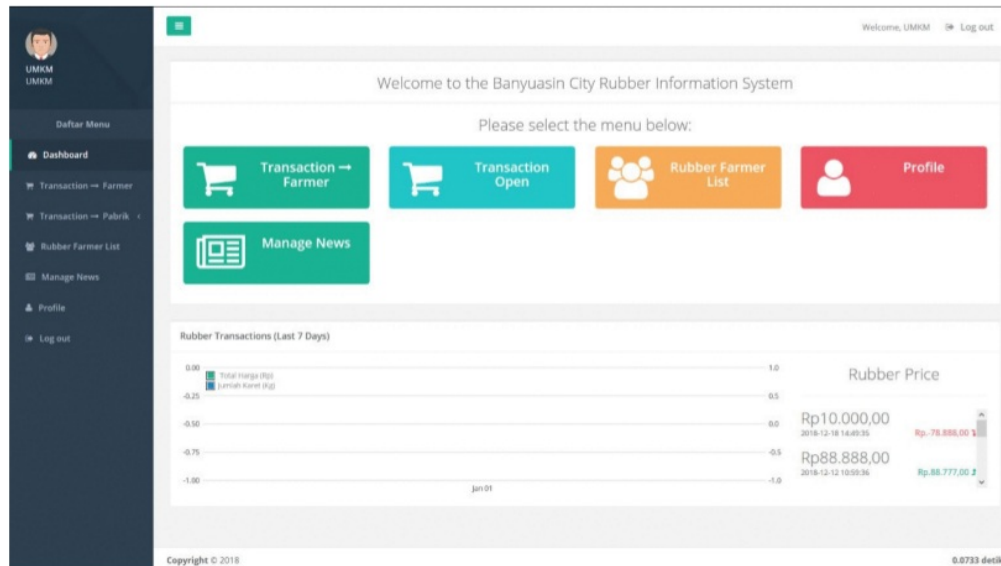 UMKM
UMKM
Daftar Menu
Dashboard
Transaction → Farmer
Transaction → Pabrik
Rubber Farmer List
Manage News
Profile
Log out
Welcome, UMKM
Log out
Welcome to the Banyuasin City Rubber Information System
Please select the menu below:
Transaction →
Farmer
Transaction
Open
Rubber Farmer
List
Profile
Manage News
Rubber Transactions (Last 7 Days)
0.00
-0.25
-0.50
-0.75
-1.00
Total Harga (Rp)
Jumlah Karet (Kg)
1.0
0.5
0.0
-0.5
-1.0
Jan 01
Rubber Price
Rp10.000,00
2018-12-18 14:49:35
Rp.-78.888,00
Rp88.888,00
2018-12-12 10:59:36
Rp.88.777,00
Copyright © 2018
0.0733 detik